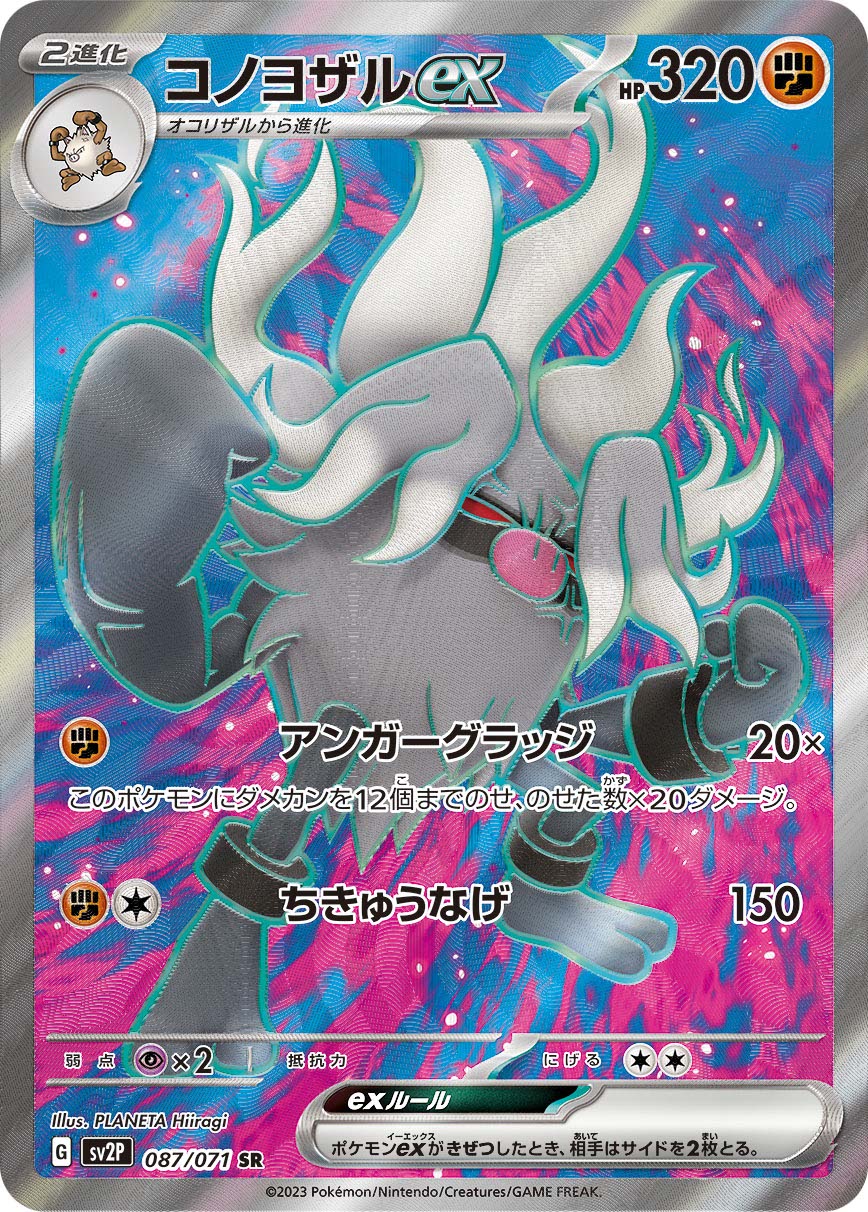 2進化
コノヨザルex
HP320
オコリザルから進化
アンガーグラッジ 20×
このポケモンにダメカンを12個までのせ、のせた数×20ダメージ。
ちきゅうなげ 150
弱点 ×2 抵抗力 にげる
exルール
ポケモンexがきぜつしたとき、相手はサイドを2枚とる。
Illus. PLANETA Hiiragi
G sv2P 087/071 SR
©2023 Pokémon/Nintendo/Creatures/GAME FREAK.